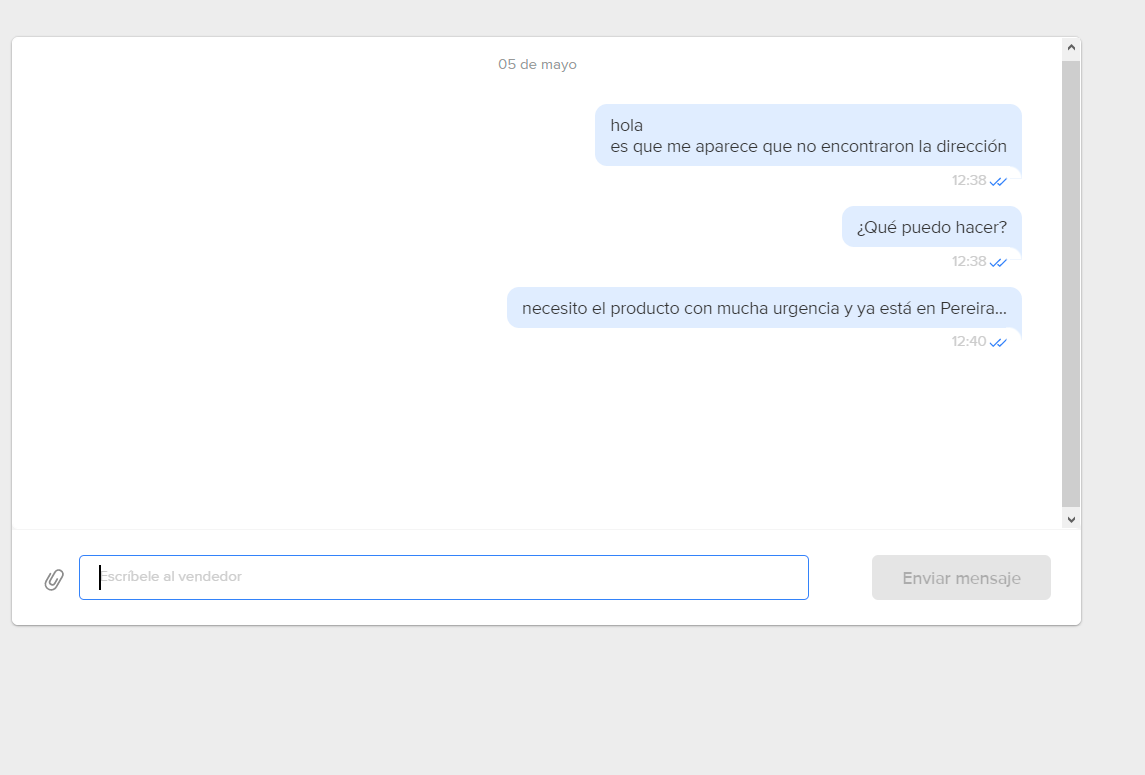 05 de mayo
hola
es que me aparece que no encontraron la dirección
12:38
¿Qué puedo hacer?
12:38
necesito el producto con mucha urgencia y ya está en Pereira...
12:40
Escríbele al vendedor
Enviar mensaje